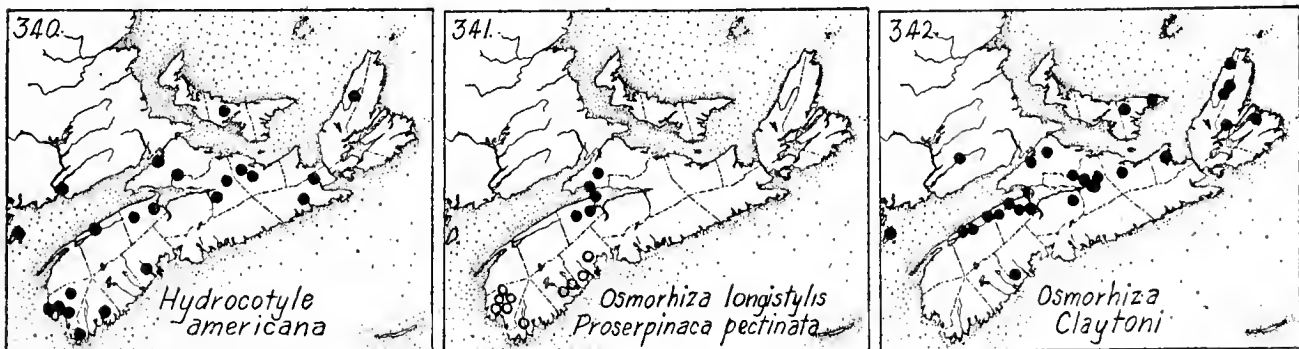 340.
Hydrocotyle
americana
341.
Osmorhiza longistylis
Proserpinaca pectinata
342.
Osmorhiza
Claytoni